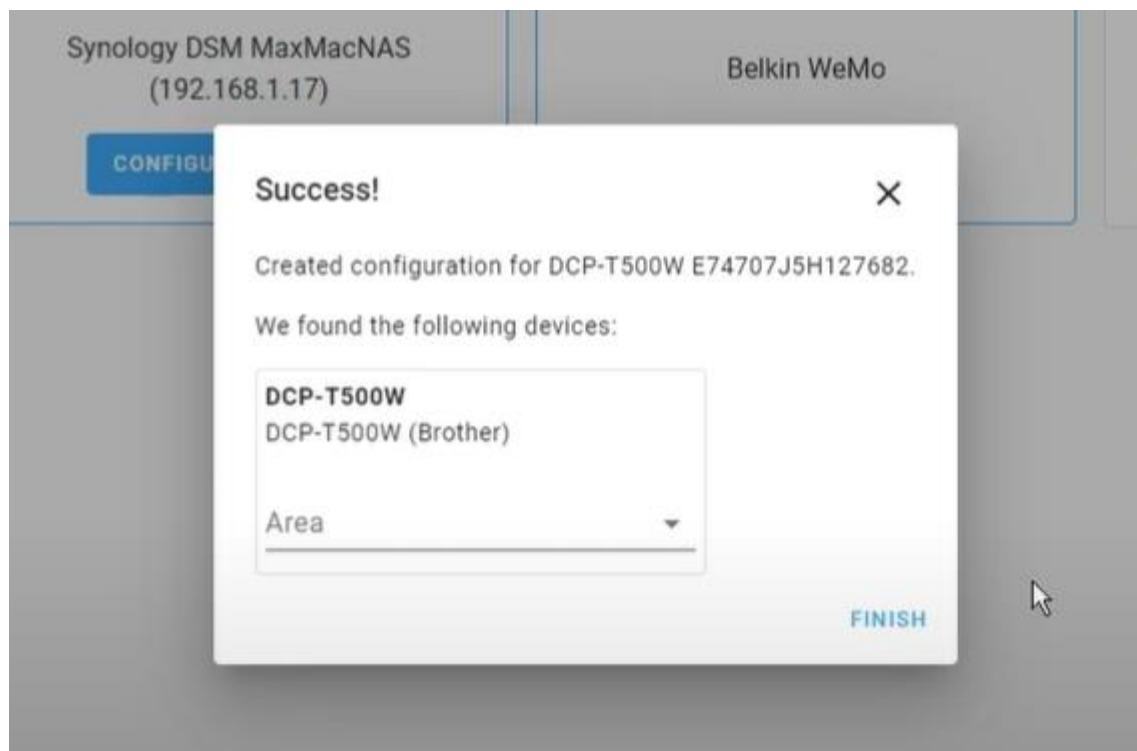 Synology DSM MaxMacNAS
(192.168.1.17)
Belkin WeMo
CONFIGU
Success!
Created configuration for DCP-T500W E74707J5H127682.
We found the following devices:
DCP-T500W
DCP-T500W (Brother)
Area
FINISH